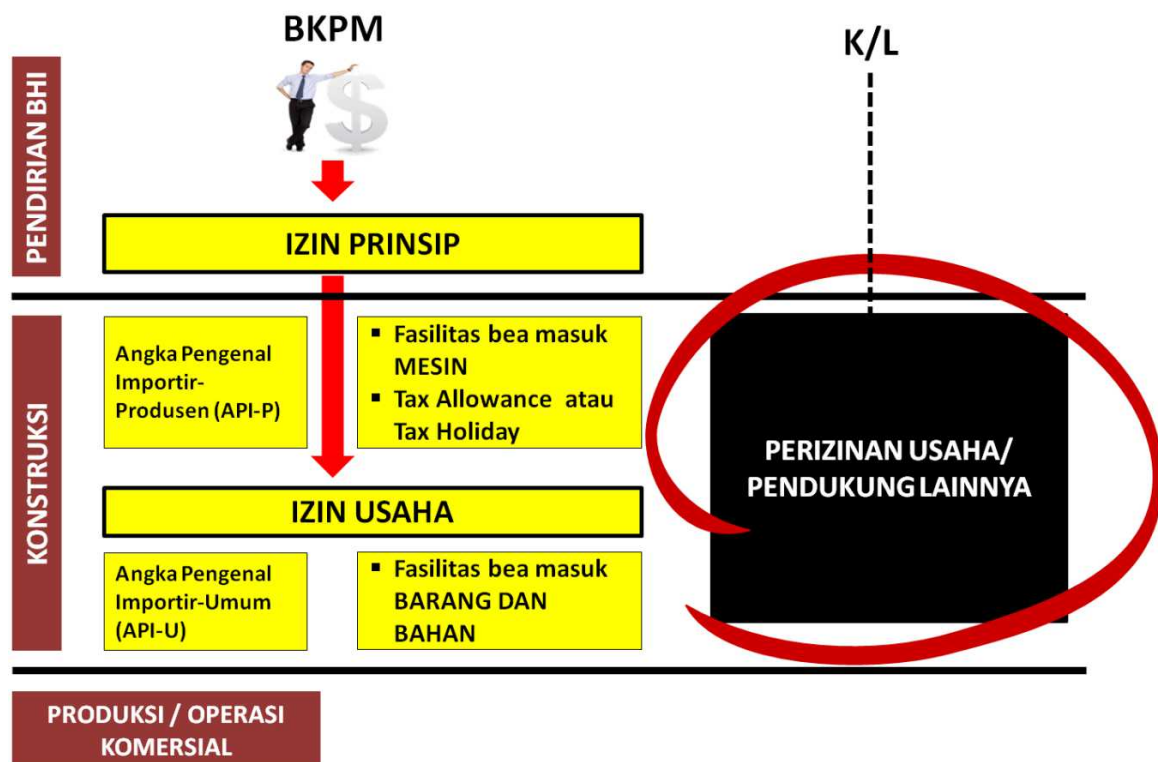 BKPM
K/L
PENDIRIAN BHI
IZIN PRINSIP
KONSTRUKSI
Angka Pengenal
Importir-
Produsen (API-P)
▪ Fasilitas bea masuk
MESIN
▪ Tax Allowance atau
Tax Holiday
PERIZINAN USAHA/
PENDUKUNG LAINNYA
IZIN USAHA
Angka Pengenal
Importir-Umum
(API-U)
▪ Fasilitas bea masuk
BARANG DAN
BAHAN
PRODUKSI / OPERASI
KOMERSIAL